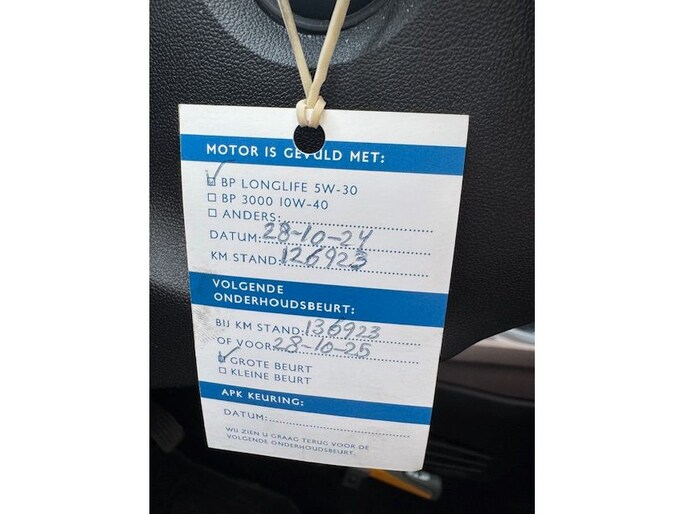 MOTOR IS GEVULD MET:
BP LONGLIFE 5W-30
BP 3000 10W-40
ANDERS:
DATUM: 28-10-24
KM STAND: 126923
VOLGENDE
ONDERHOUDSBEURT:
BIJ KM STAND: 136923
OF VOOR: 28-10-25
GROTE BEURT
KLEINE BEURT
APK KEURING:
DATUM:
WIJ ZIEN U GRAAG TERUG VOOR DE
VOLGENDE ONDERHOUDSBEURT.